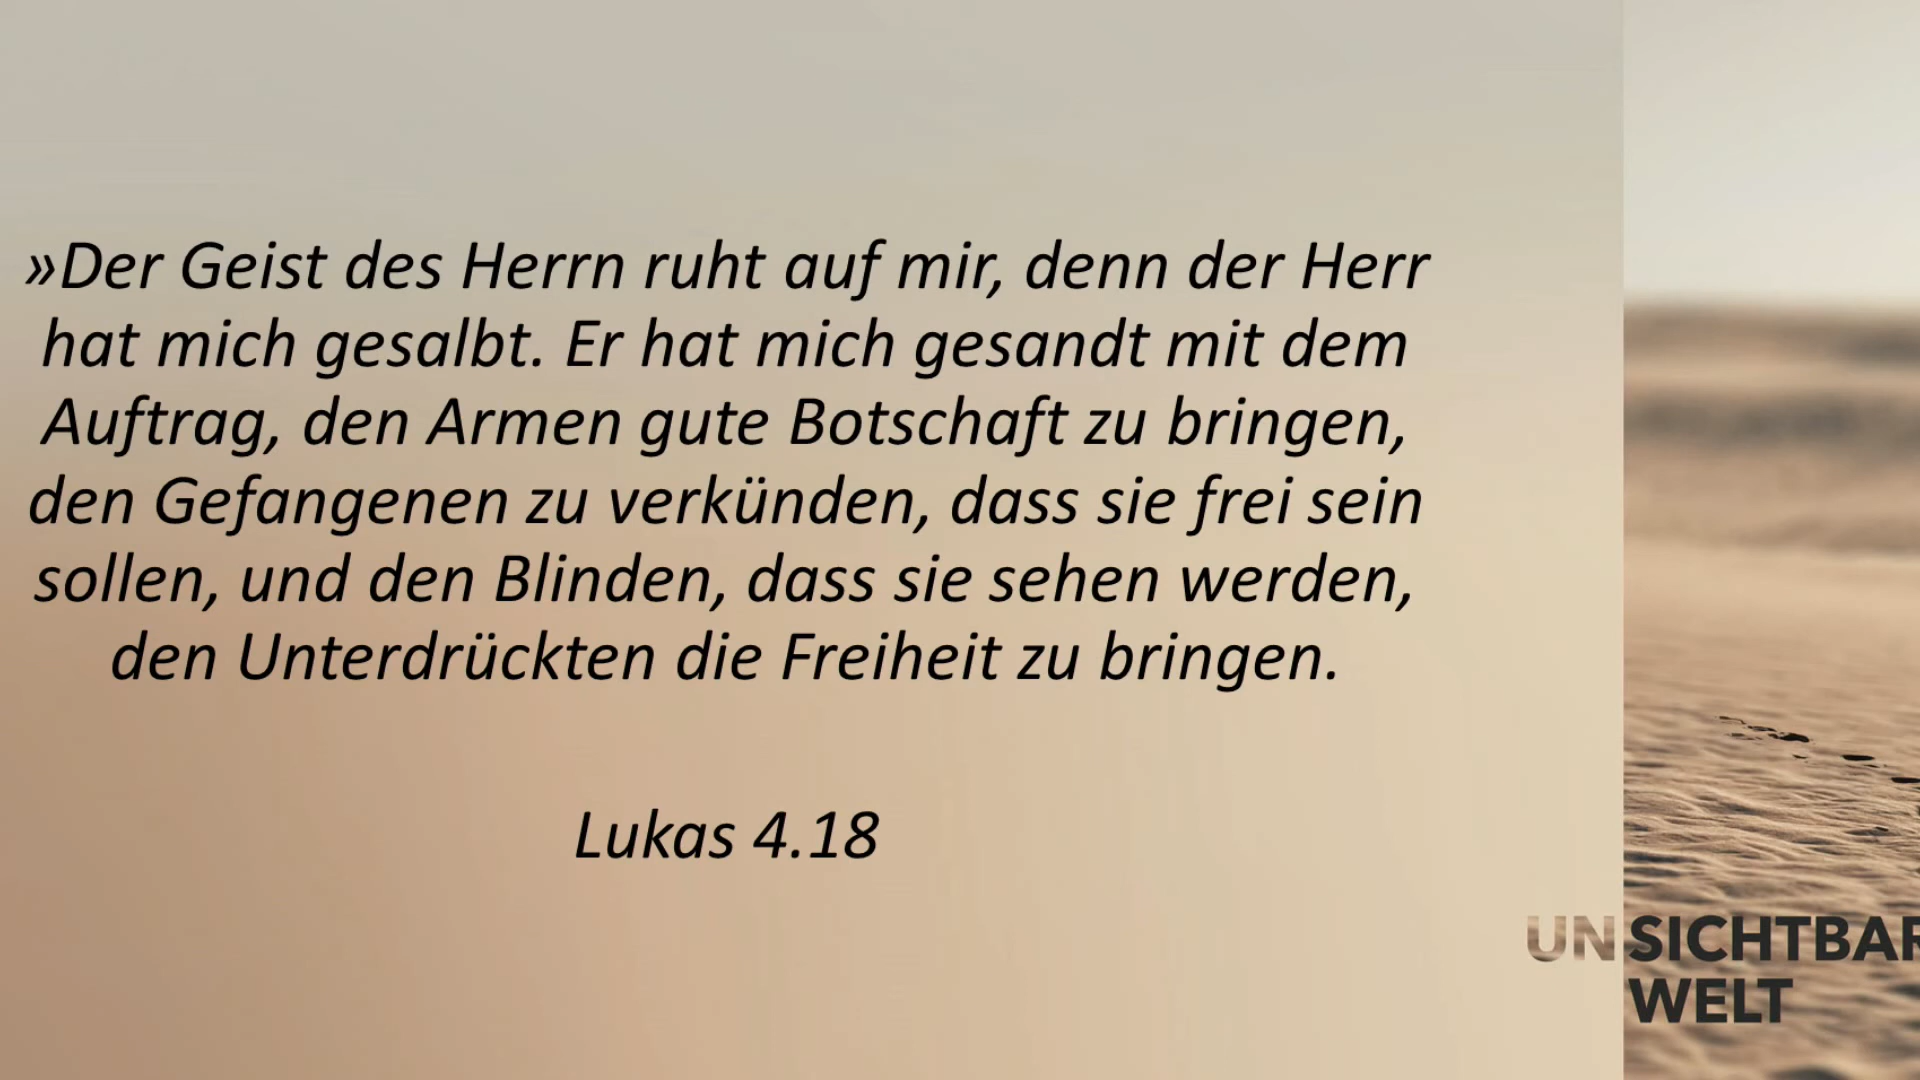 »Der Geist des Herrn ruht auf mir, denn der Herr
hat mich gesalbt. Er hat mich gesandt mit dem
Auftrag, den Armen gute Botschaft zu bringen,
den Gefangenen zu verkünden, dass sie frei sein
sollen, und den Blinden, dass sie sehen werden,
den Unterdrückten die Freiheit zu bringen.
Lukas 4.18
UNSICHTBAR
WELT